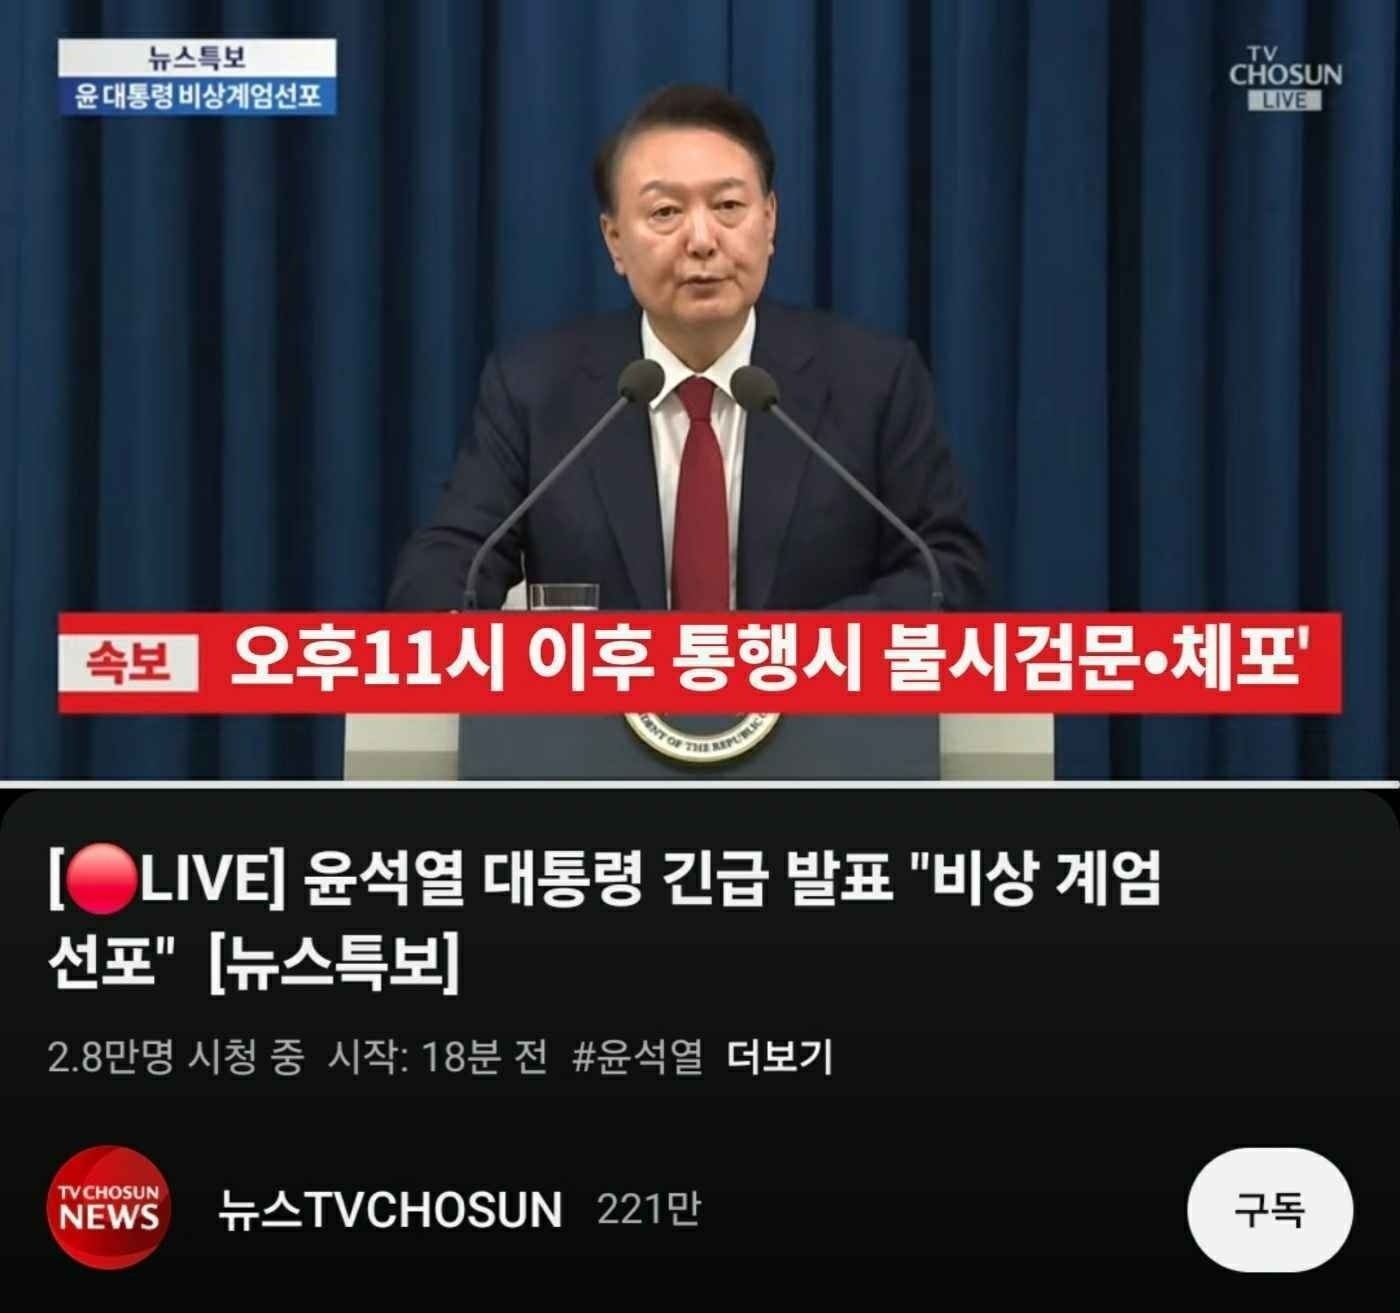 뉴스특보
윤 대통령 비상계엄선포
TV
CHOSUN
LIVE
속보 오후11시 이후 통행시 불시검문•체포'
DENT OF THE REPUBLIC
[🔴LIVE] 윤석열 대통령 긴급 발표 "비상 계엄
선포" [뉴스특보]
2.8만명 시청 중 시작: 18분 전 #윤석열 더보기
TV CHOSUN
NEWS
뉴스TVCHOSUN 221만
구독